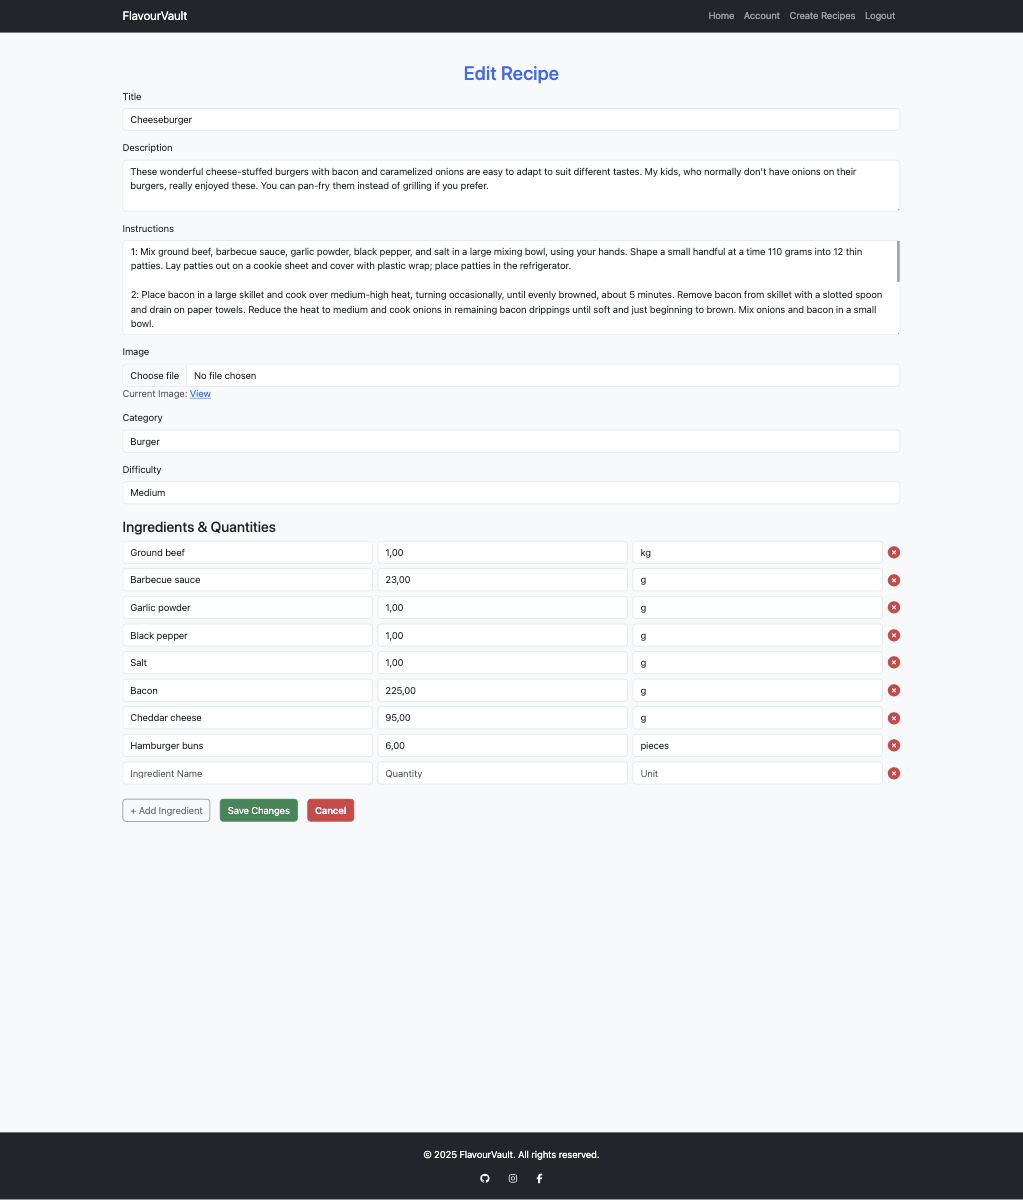 FlavourVault
Home Account Create Recipes Logout
Edit Recipe
Title
Cheeseburger
Description
These wonderful cheese-stuffed burgers with bacon and caramelized onions are easy to adapt to suit different tastes. My kids, who normally don't have onions on their
burgers, really enjoyed these. You can pan-fry them instead of grilling if you prefer.
Instructions
1: Mix ground beef, barbecue sauce, garlic powder, black pepper, and salt in a large mixing bowl, using your hands. Shape a small handful at a time 110 grams into 12 thin
patties. Lay patties out on a cookie sheet and cover with plastic wrap; place patties in the refrigerator.
2: Place bacon in a large skillet and cook over medium-high heat, turning occasionally, until evenly browned, about 5 minutes. Remove bacon from skillet with a slotted spoon
and drain on paper towels. Reduce the heat to medium and cook onions in remaining bacon drippings until soft and just beginning to brown. Mix onions and bacon in a small
bowl.
Image
Choose file No file chosen
Current Image: View
Category
Burger
Difficulty
Medium
Ingredients & Quantities
Ground beef 1,00 kg
Barbecue sauce 23,00 g
Garlic powder 1,00 g
Black pepper 1,00 g
Salt 1,00 g
Bacon 225,00 g
Cheddar cheese 95,00 g
Hamburger buns 6,00 pieces
Ingredient Name Quantity Unit
+ Add Ingredient Save Changes Cancel
© 2025 FlavourVault. All rights reserved.